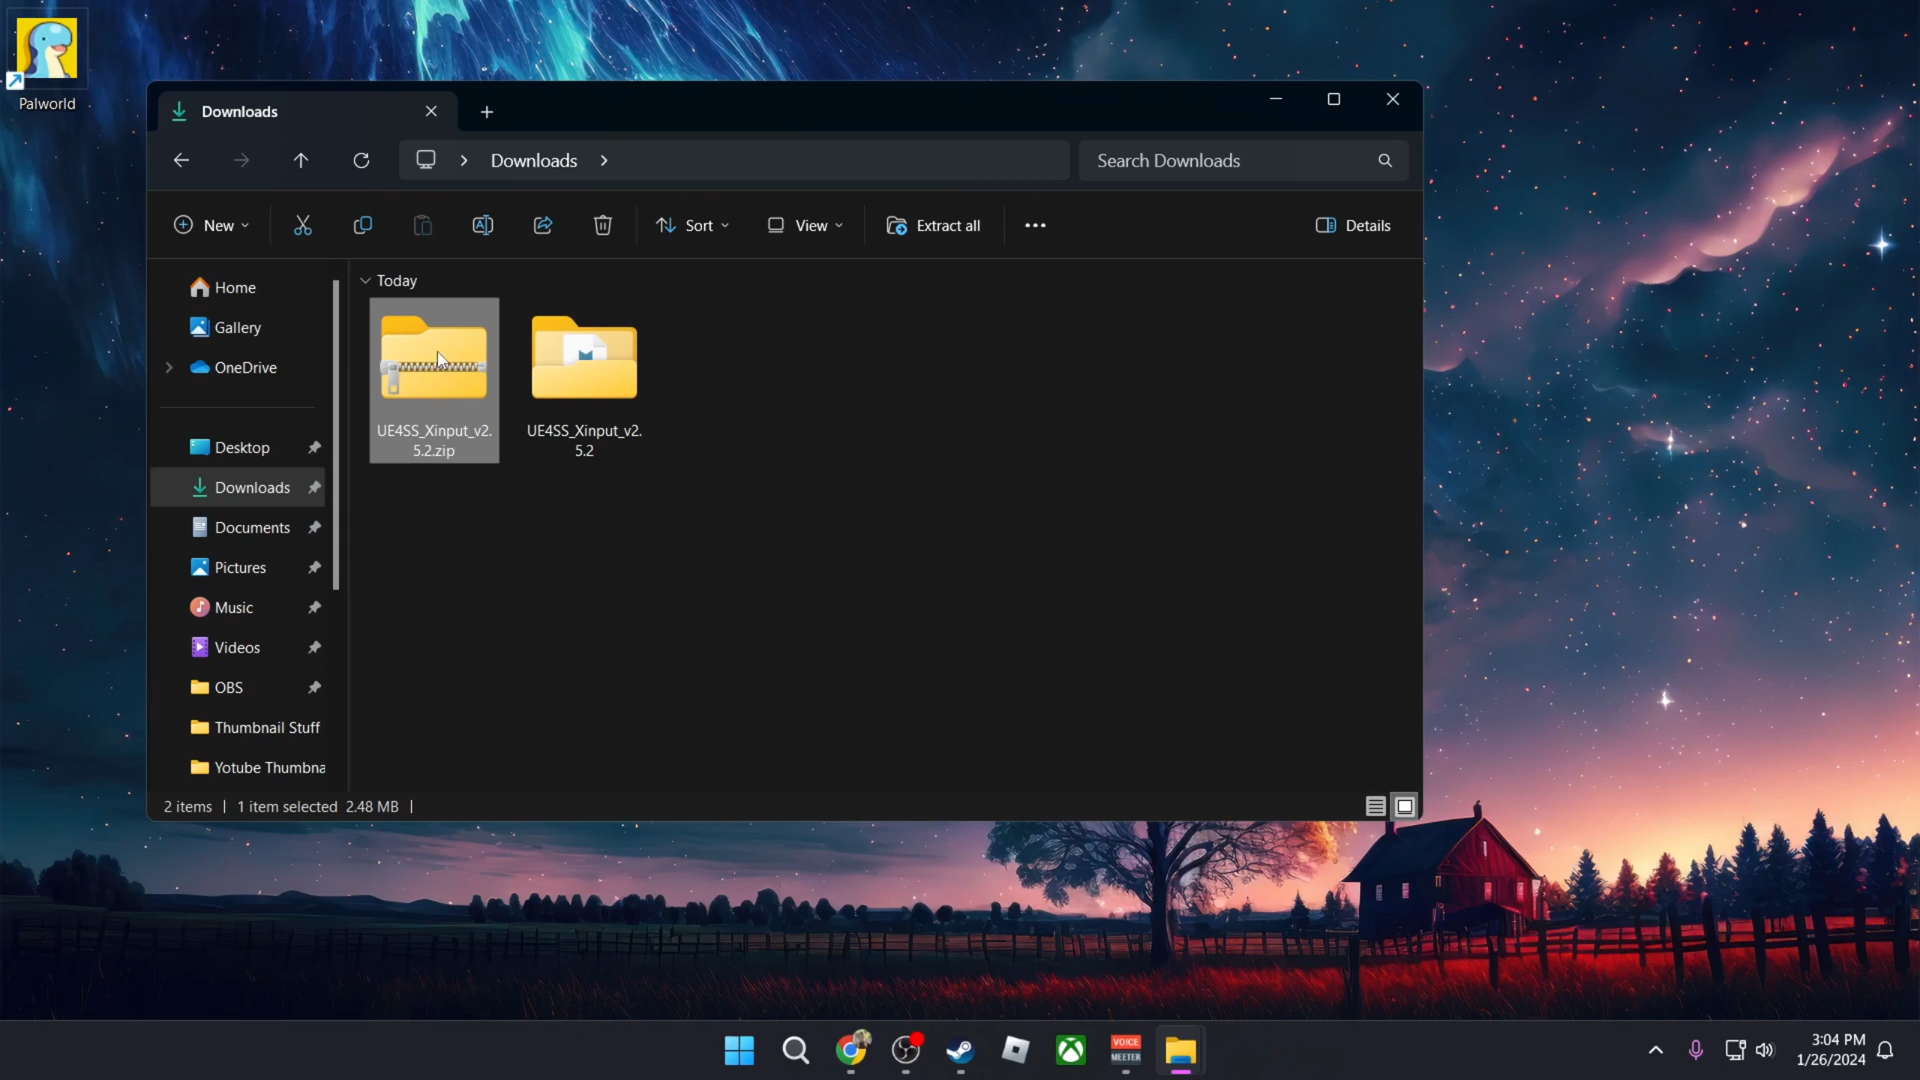 Palworld
Downloads
Downloads
Search Downloads
New
Sort
View
Extract all
Details
Home
Gallery
OneDrive
Desktop
Downloads
Documents
Pictures
Music
Videos
OBS
Thumbnail Stuff
Yotube Thumbna
Today
UE4SS_Xinput_v2.
5.2.zip
UE4SS_Xinput_v2.
5.2
2 items | 1 item selected 2.48 MB |
VOICE
MEETER
3:04 PM
1/26/2024